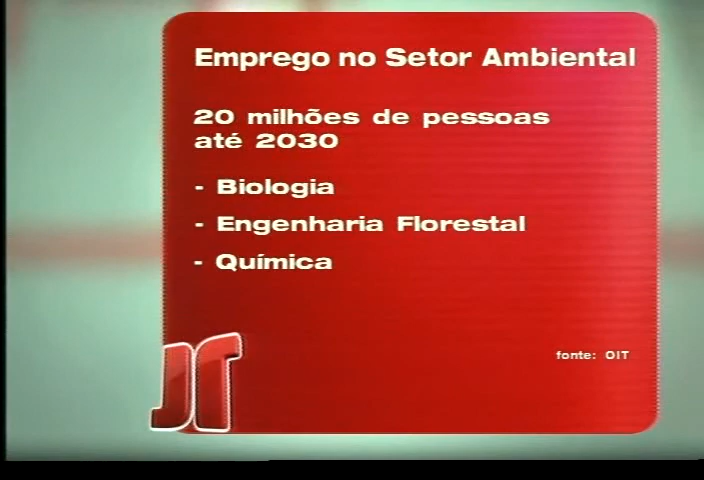 Emprego no Setor Ambiental
20 milhões de pessoas
até 2030
- Biologia
- Engenharia Florestal
- Química
fonte: OIT
JT